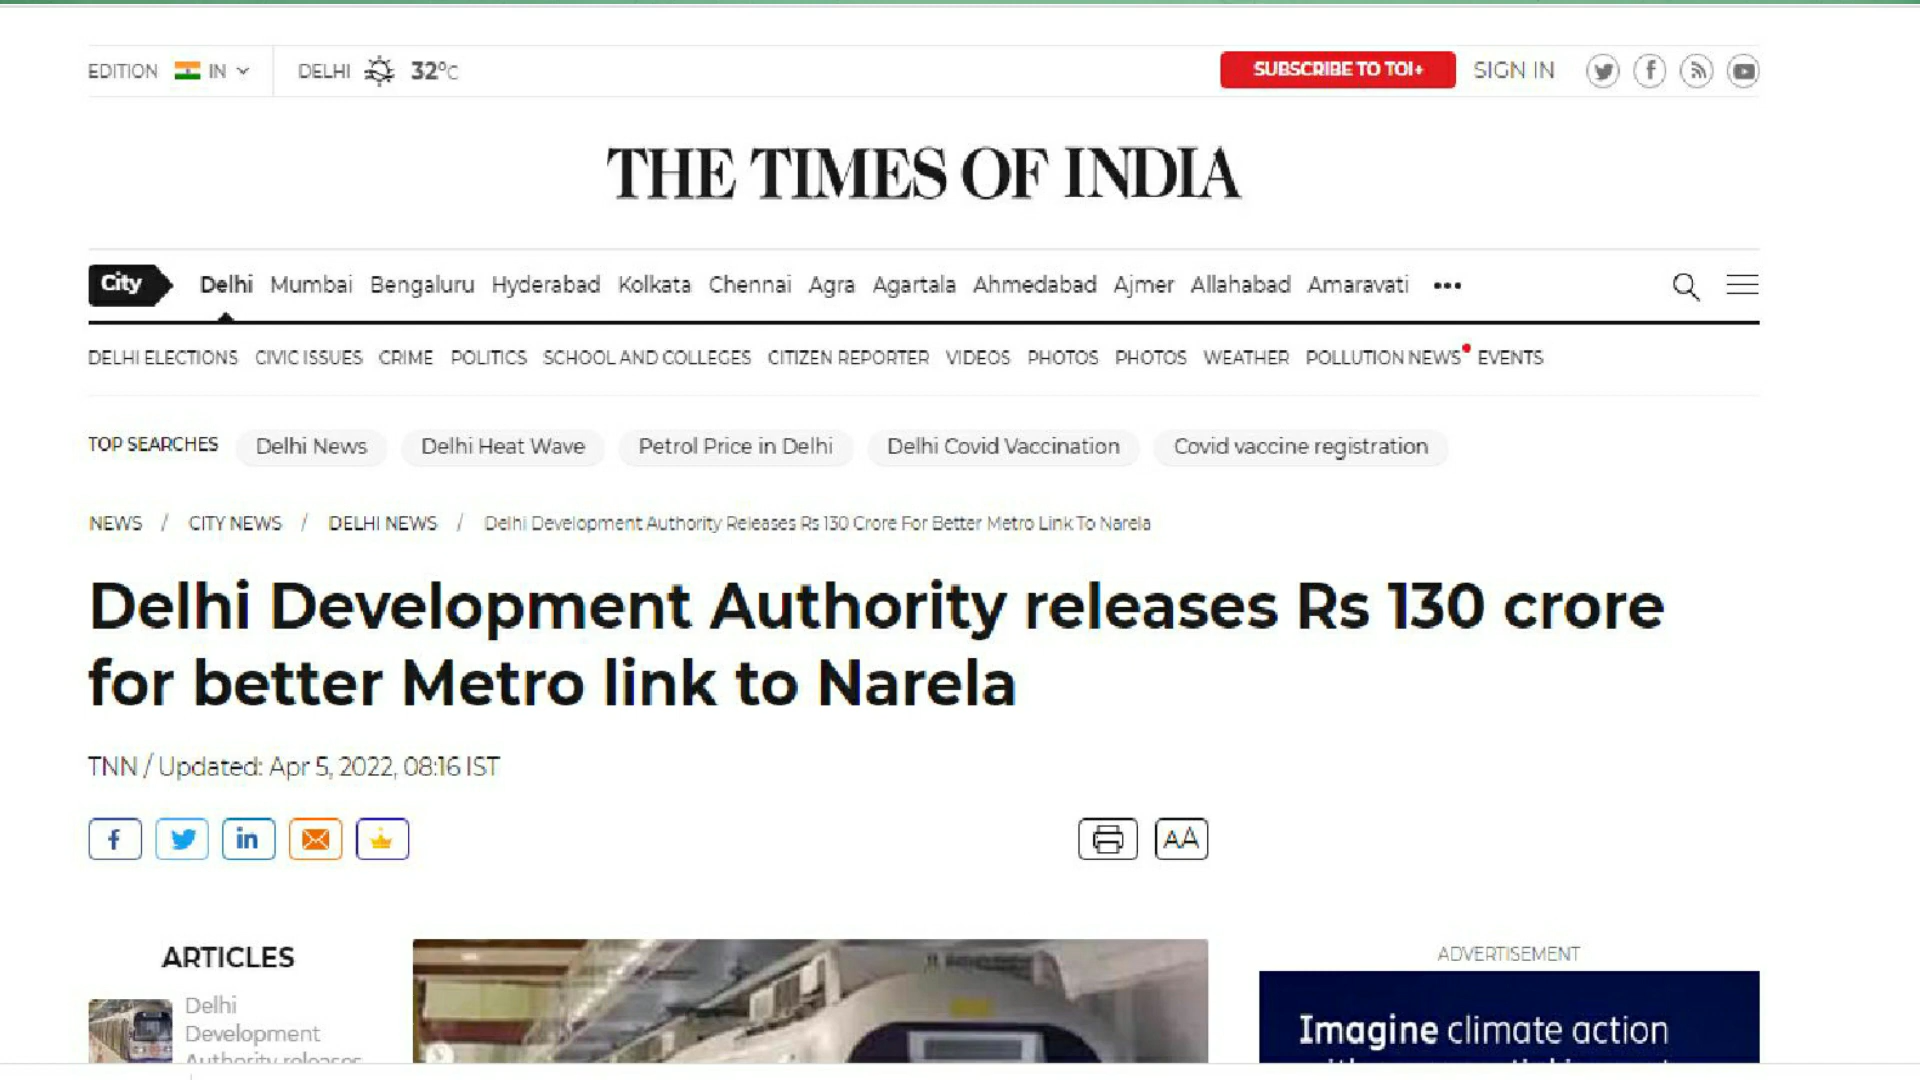 EDITION IN DELHI 32°C SUBSCRIBE TO TOI+ SIGN IN
THE TIMES OF INDIA
City Delhi Mumbai Bengaluru Hyderabad Kolkata Chennai Agra Agartala Ahmedabad Ajmer Allahabad Amaravati •••
DELHI ELECTIONS CIVIC ISSUES CRIME POLITICS SCHOOL AND COLLEGES CITIZEN REPORTER VIDEOS PHOTOS PHOTOS WEATHER POLLUTION NEWS EVENTS
TOP SEARCHES Delhi News Delhi Heat Wave Petrol Price in Delhi Delhi Covid Vaccination Covid vaccine registration
NEWS / CITY NEWS / DELHI NEWS / Delhi Development Authority Releases Rs 130 Crore For Better Metro Link To Narela
Delhi Development Authority releases Rs 130 crore
for better Metro link to Narela
TNN / Updated: Apr 5, 2022, 08:16 IST
f in AA
ARTICLES
Delhi
Development
Authority releases
ADVERTISEMENT
Imagine climate action